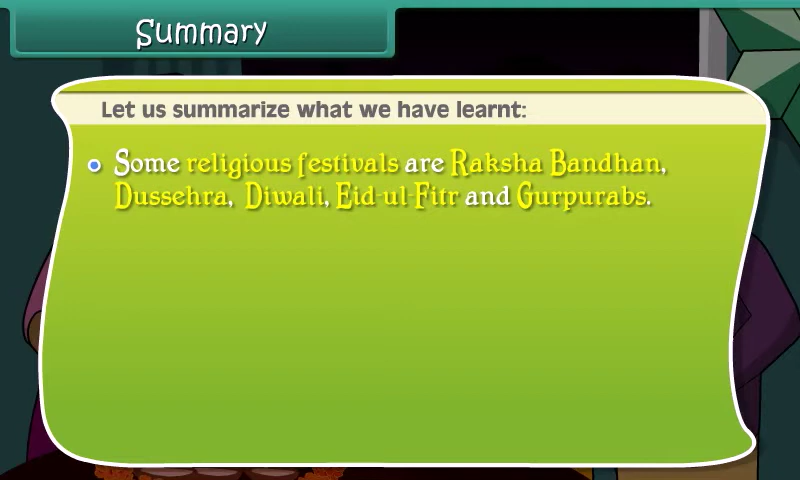 Summary
Let us summarize what we have learnt:
Some religious festivals are Raksha Bandhan,
Dussehra, Diwali, Eid-ul-Fitr and Gurpurabs.